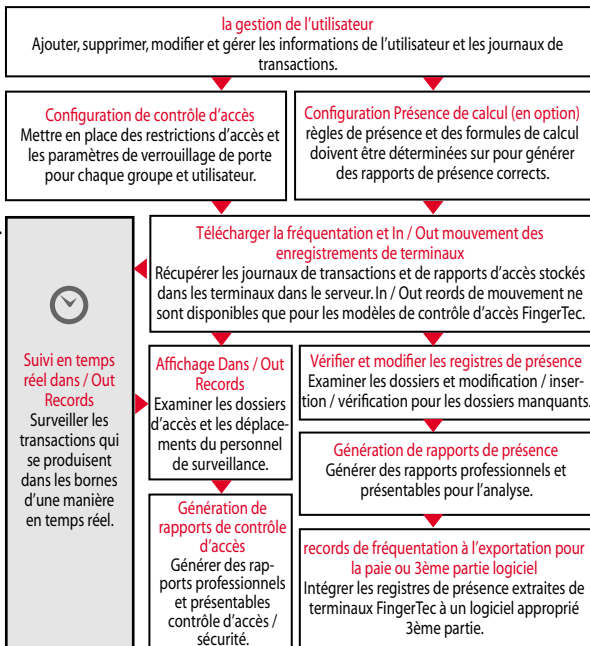 la gestion de l'utilisateur
Ajouter, supprimer, modifier et gérer les informations de l'utilisateur et les journaux de
transactions.
Configuration de contrôle d'accès
Mettre en place des restrictions d'accès et
les paramètres de verrouillage de porte
pour chaque groupe et utilisateur.
Configuration Présence de calcul (en option)
règles de présence et des formules de calcul
doivent être déterminées sur pour générer
des rapports de présence corrects.
Télécharger la fréquentation et In / Out mouvement des
enregistrements de terminaux
Récupérer les journaux de transactions et de rapports d'accès stockés
dans les terminaux dans le serveur. In / Out reords de mouvement ne
sont disponibles que pour les modèles de contrôle d'accès FingerTec.
Suivi en temps
réel dans / Out
Records
Surveiller les
transactions qui
se produisent
dans les bornes
d'une manière
en temps réel.
Affichage Dans / Out
Records
Examiner les dossiers
d'accès et les déplace-
ments du personnel
de surveillance.
Génération de
rapports de contrôle
d'accès
Générer des rap-
ports professionnels
et présentables
contrôle d'accès /
sécurité.
Vérifier et modifier les registres de présence
Examiner les dossiers et modification / inser-
tion / vérification pour les dossiers manquants.
Génération de rapports de présence
Générer des rapports professionnels et
présentables pour l'analyse.
records de fréquentation à l'exportation pour
la paie ou 3ème partie logiciel
Intégrer les registres de présence extraites de
terminaux FingerTec à un logiciel approprié
3ème partie.